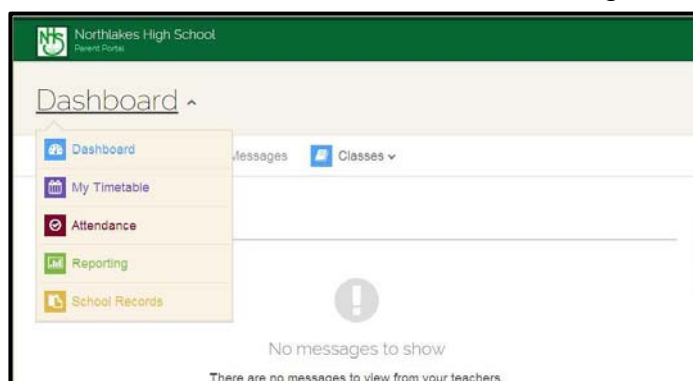 Northlakes High School
Parent Portal
Dashboard
Dashboard
Messages
Classes
My Timetable
Attendance
Reporting
School Records
No messages to show
There are no messages to view from your teachers